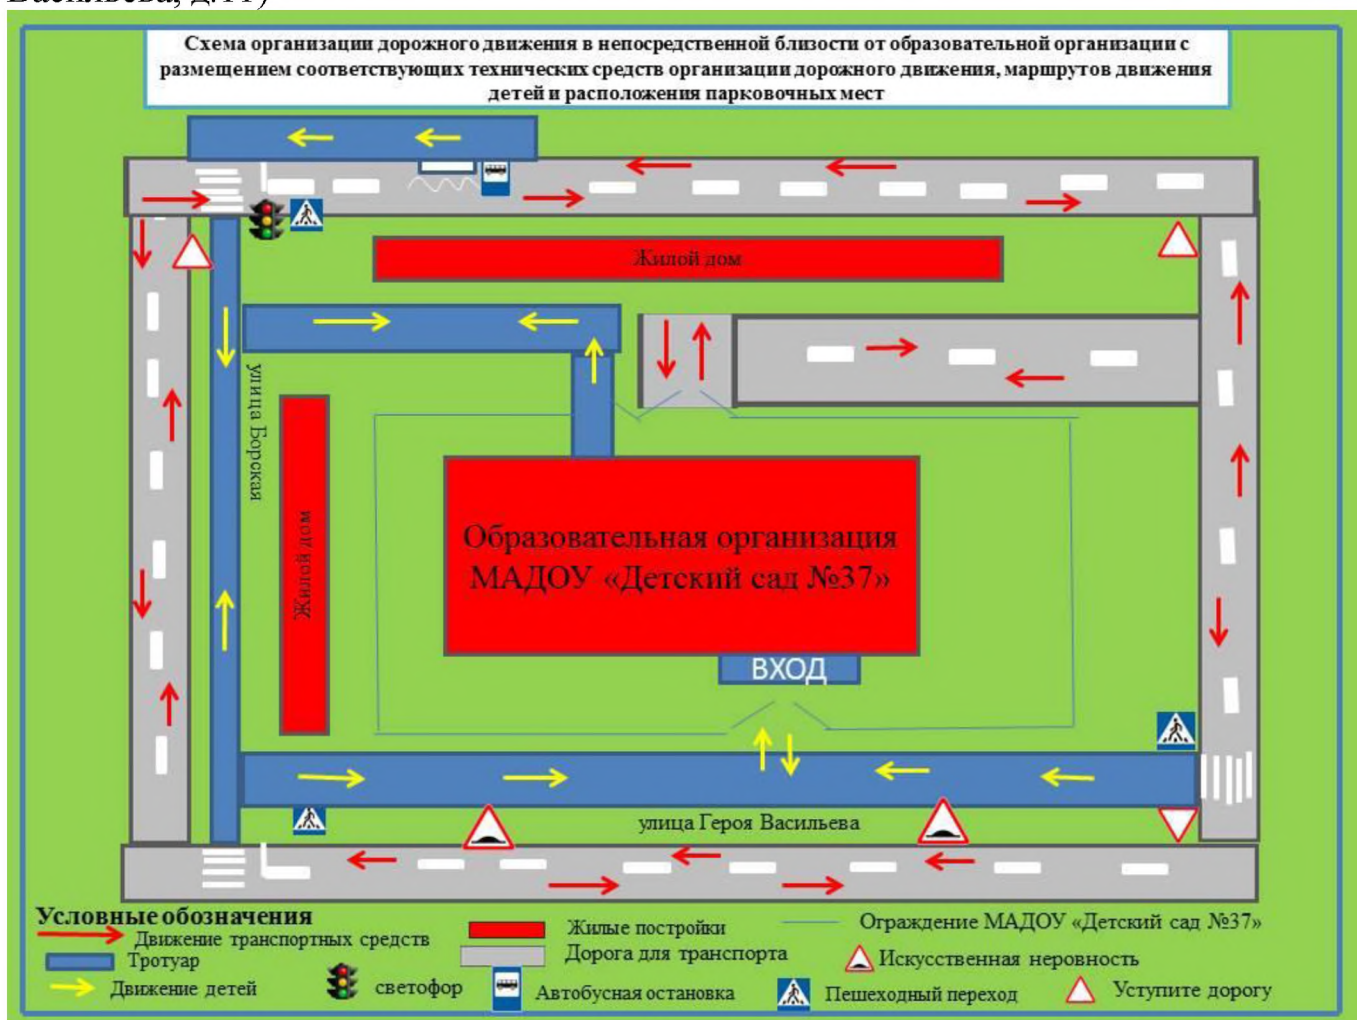 Васильева, д.11)
Схема организации дорожного движения в непосредственной близости от образовательной организации с
размещением соответствующих технических средств организации дорожного движения, маршрутов движения
детей и расположения парковочных мест
Жилой дом
улица Борская
Жилой дом
Образовательная организация
МАДОУ «Детский сад №37»
ВХОД
улица Героя Васильева
Условные обозначения
Движение транспортных средств
Тротуар
Движение детей
светофор
Жилые постройки
Дорога для транспорта
Автобусная остановка
Ограждение МАДОУ «Детский сад №37»
Искусственная неровность
Пешеходный переход
Уступите дорогу